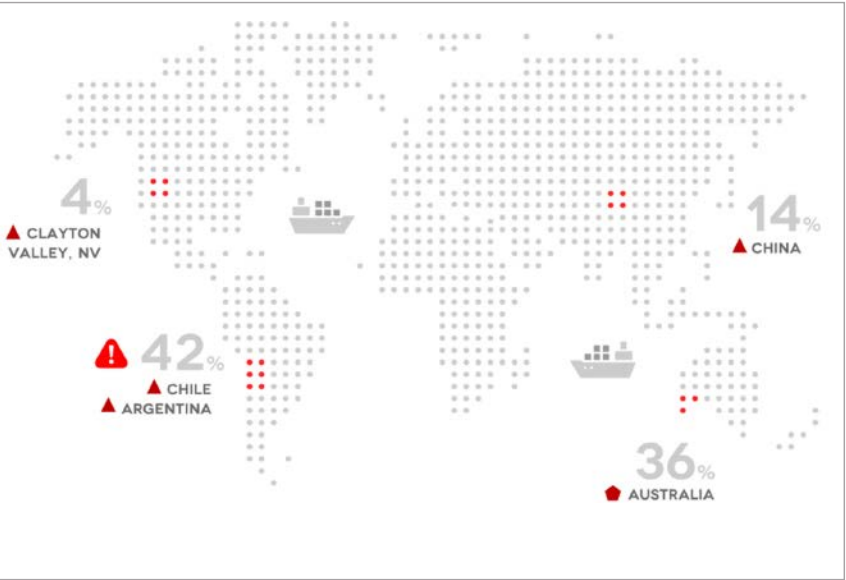 4%
CLAYTON
VALLEY, NV
14%
CHINA
!
42%
CHILE
ARGENTINA
36%
AUSTRALIA